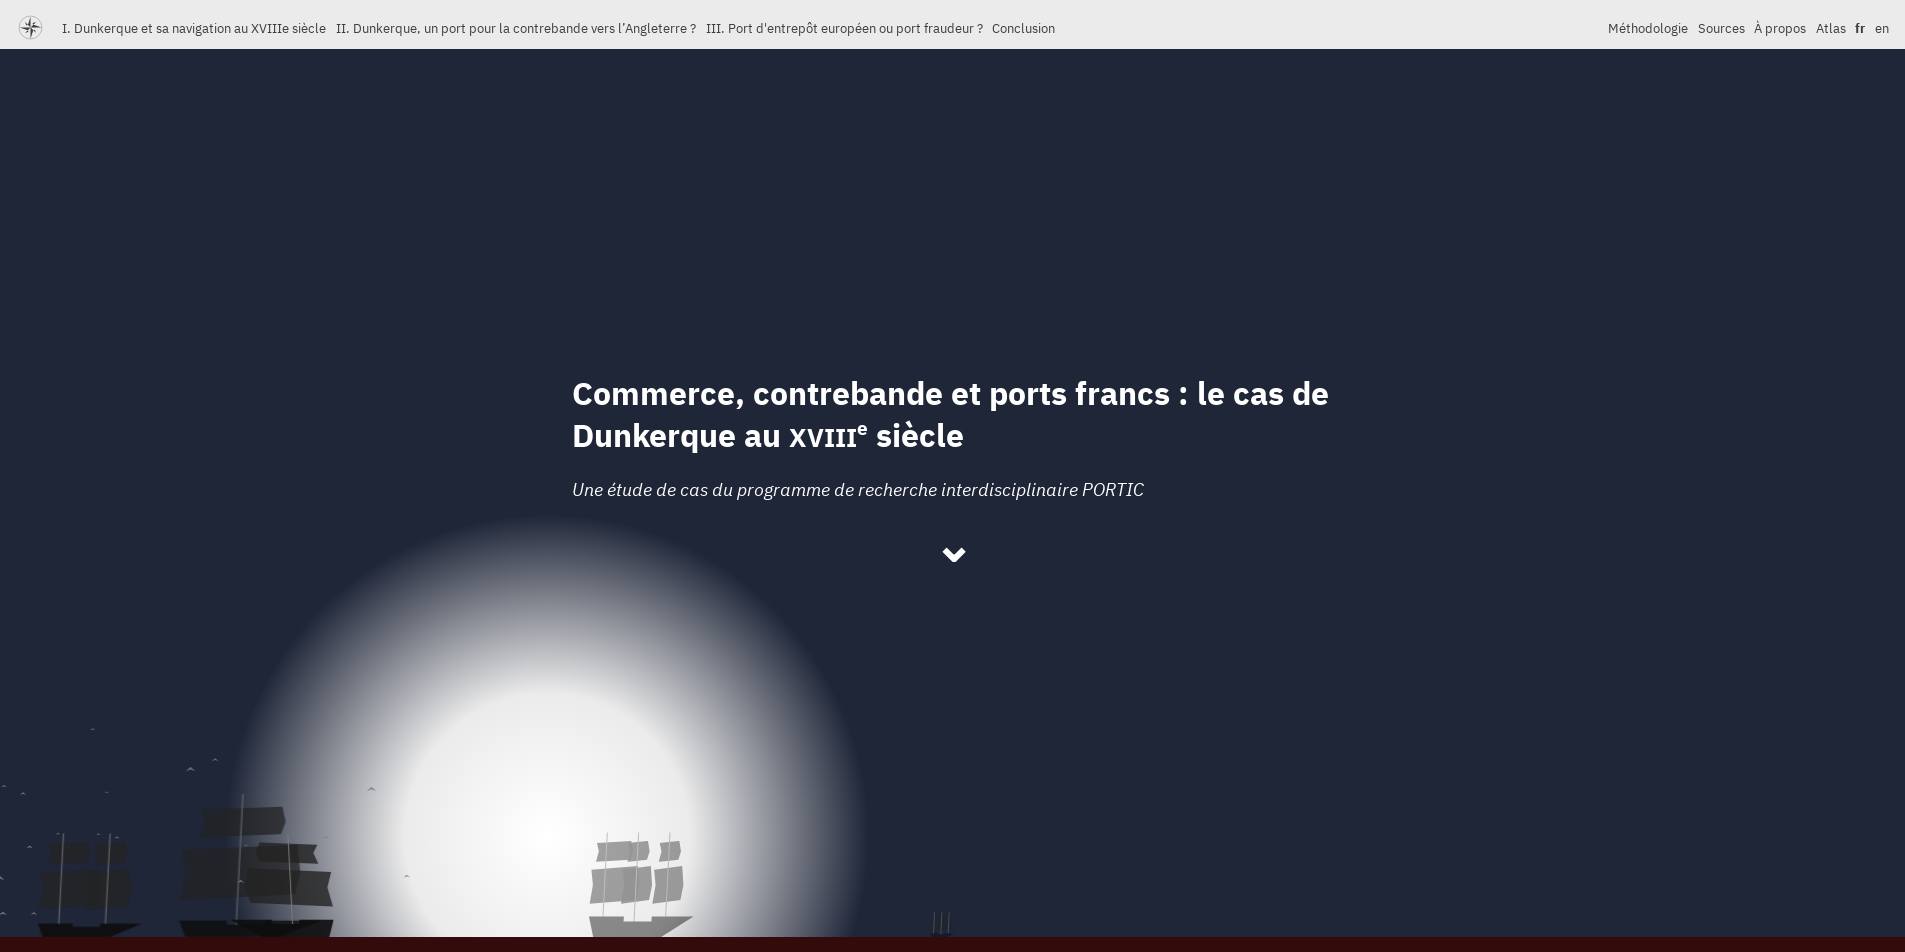 I. Dunkerque et sa navigation au XVIIIe siècle II. Dunkerque, un port pour la contrebande vers l’Angleterre ? III. Port d'entrepôt européen ou port fraudeur ? Conclusion Méthodologie Sources À propos Atlas fr en
Commerce, contrebande et ports francs : le cas de
Dunkerque au XVIIIe siècle
Une étude de cas du programme de recherche interdisciplinaire PORTIC